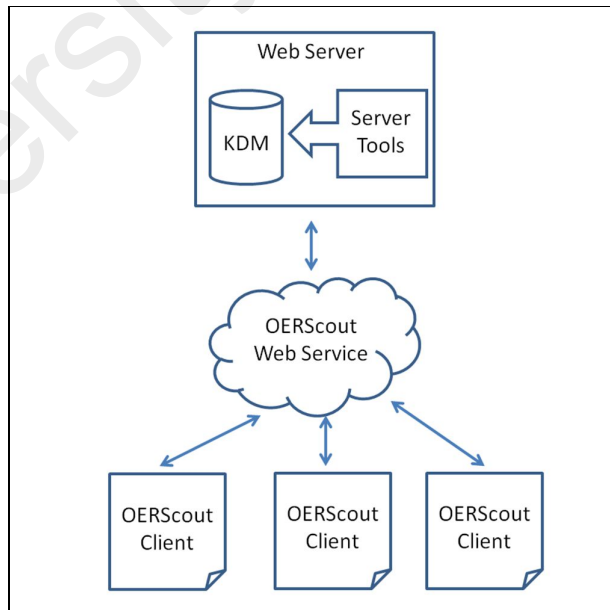 Web Server
KDM
Server
Tools
OERScout
Web Service
OERScout
Client
OERScout
Client
OERScout
Client